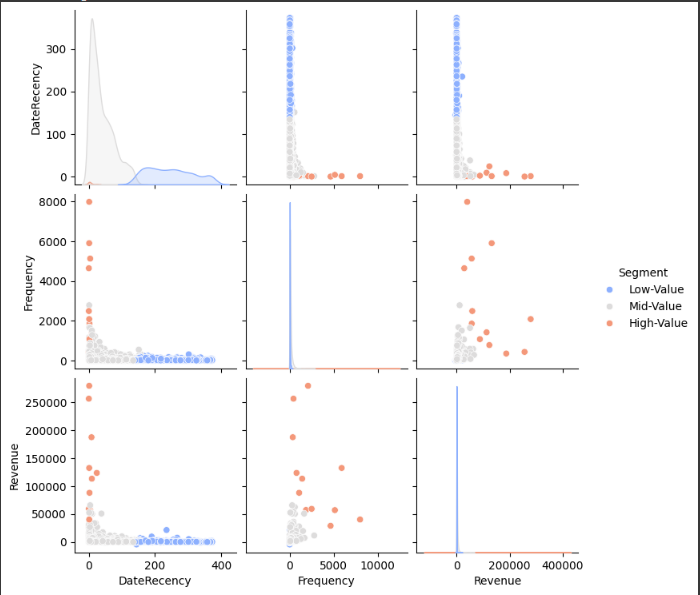 DateRecency
300
200
100
0
Frequency
8000
6000
4000
2000
0
Segment
Low-Value
Mid-Value
High-Value
Revenue
250000
200000
150000
100000
50000
0
0 200 400
0 5000 10000
0 200000 400000
DateRecency Frequency Revenue